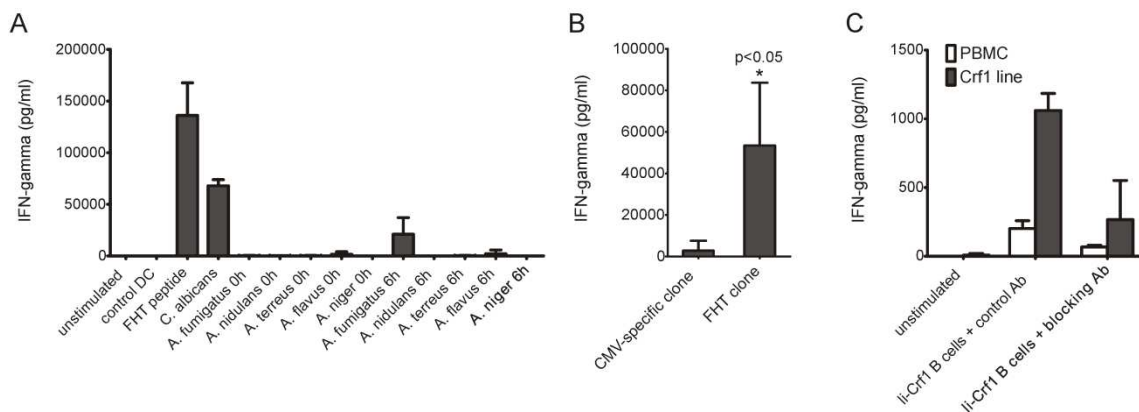 A
IFN-gamma (pg/ml)
200000
150000
100000
50000
0
unstimulated
control DC
FHT peptide
C. albicans
A. fumigatus 0h
A. nidulans 0h
A. terreus 0h
A. flavus 0h
A. niger 0h
A. fumigatus 6h
A. nidulans 6h
A. terreus 6h
A. flavus 6h
A. niger 6h
B
IFN-gamma (pg/ml)
100000
80000
60000
40000
20000
0
p<0.05
*
CMV-specific clone
FHT clone
C
IFN-gamma (pg/ml)
1500
1000
500
0
PBMC
Crf1 line
unstimulated
li-Crf1 B cells + control Ab
li-Crf1 B cells + blocking Ab